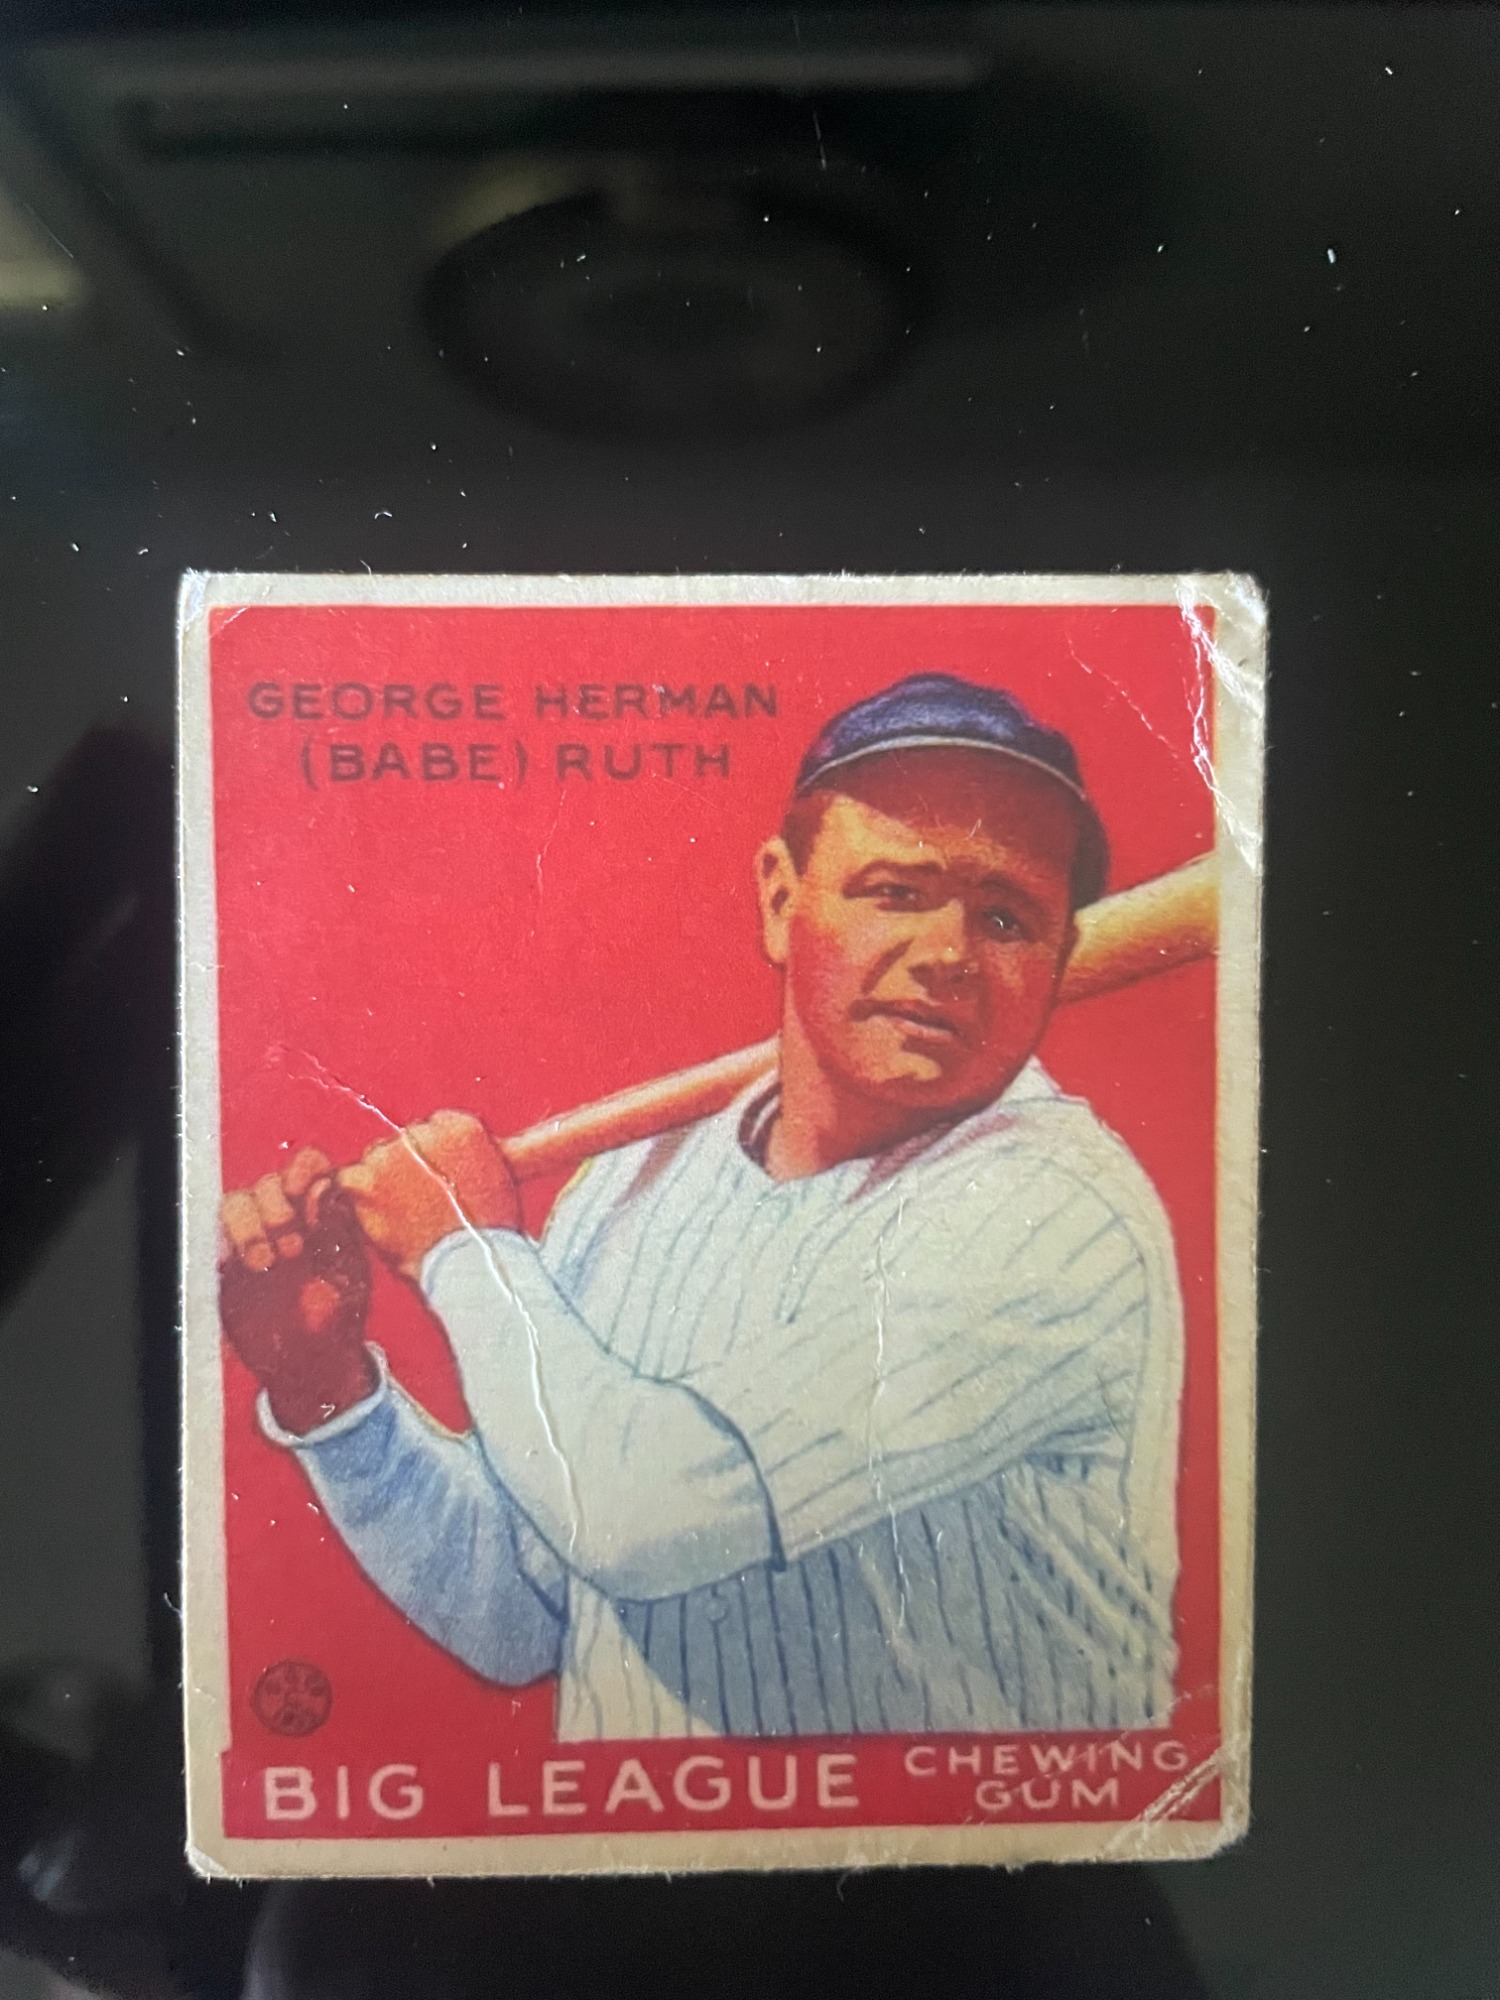 GEORGE HERMAN
(BABE) RUTH
BIG LEAGUE CHEWING
GUM